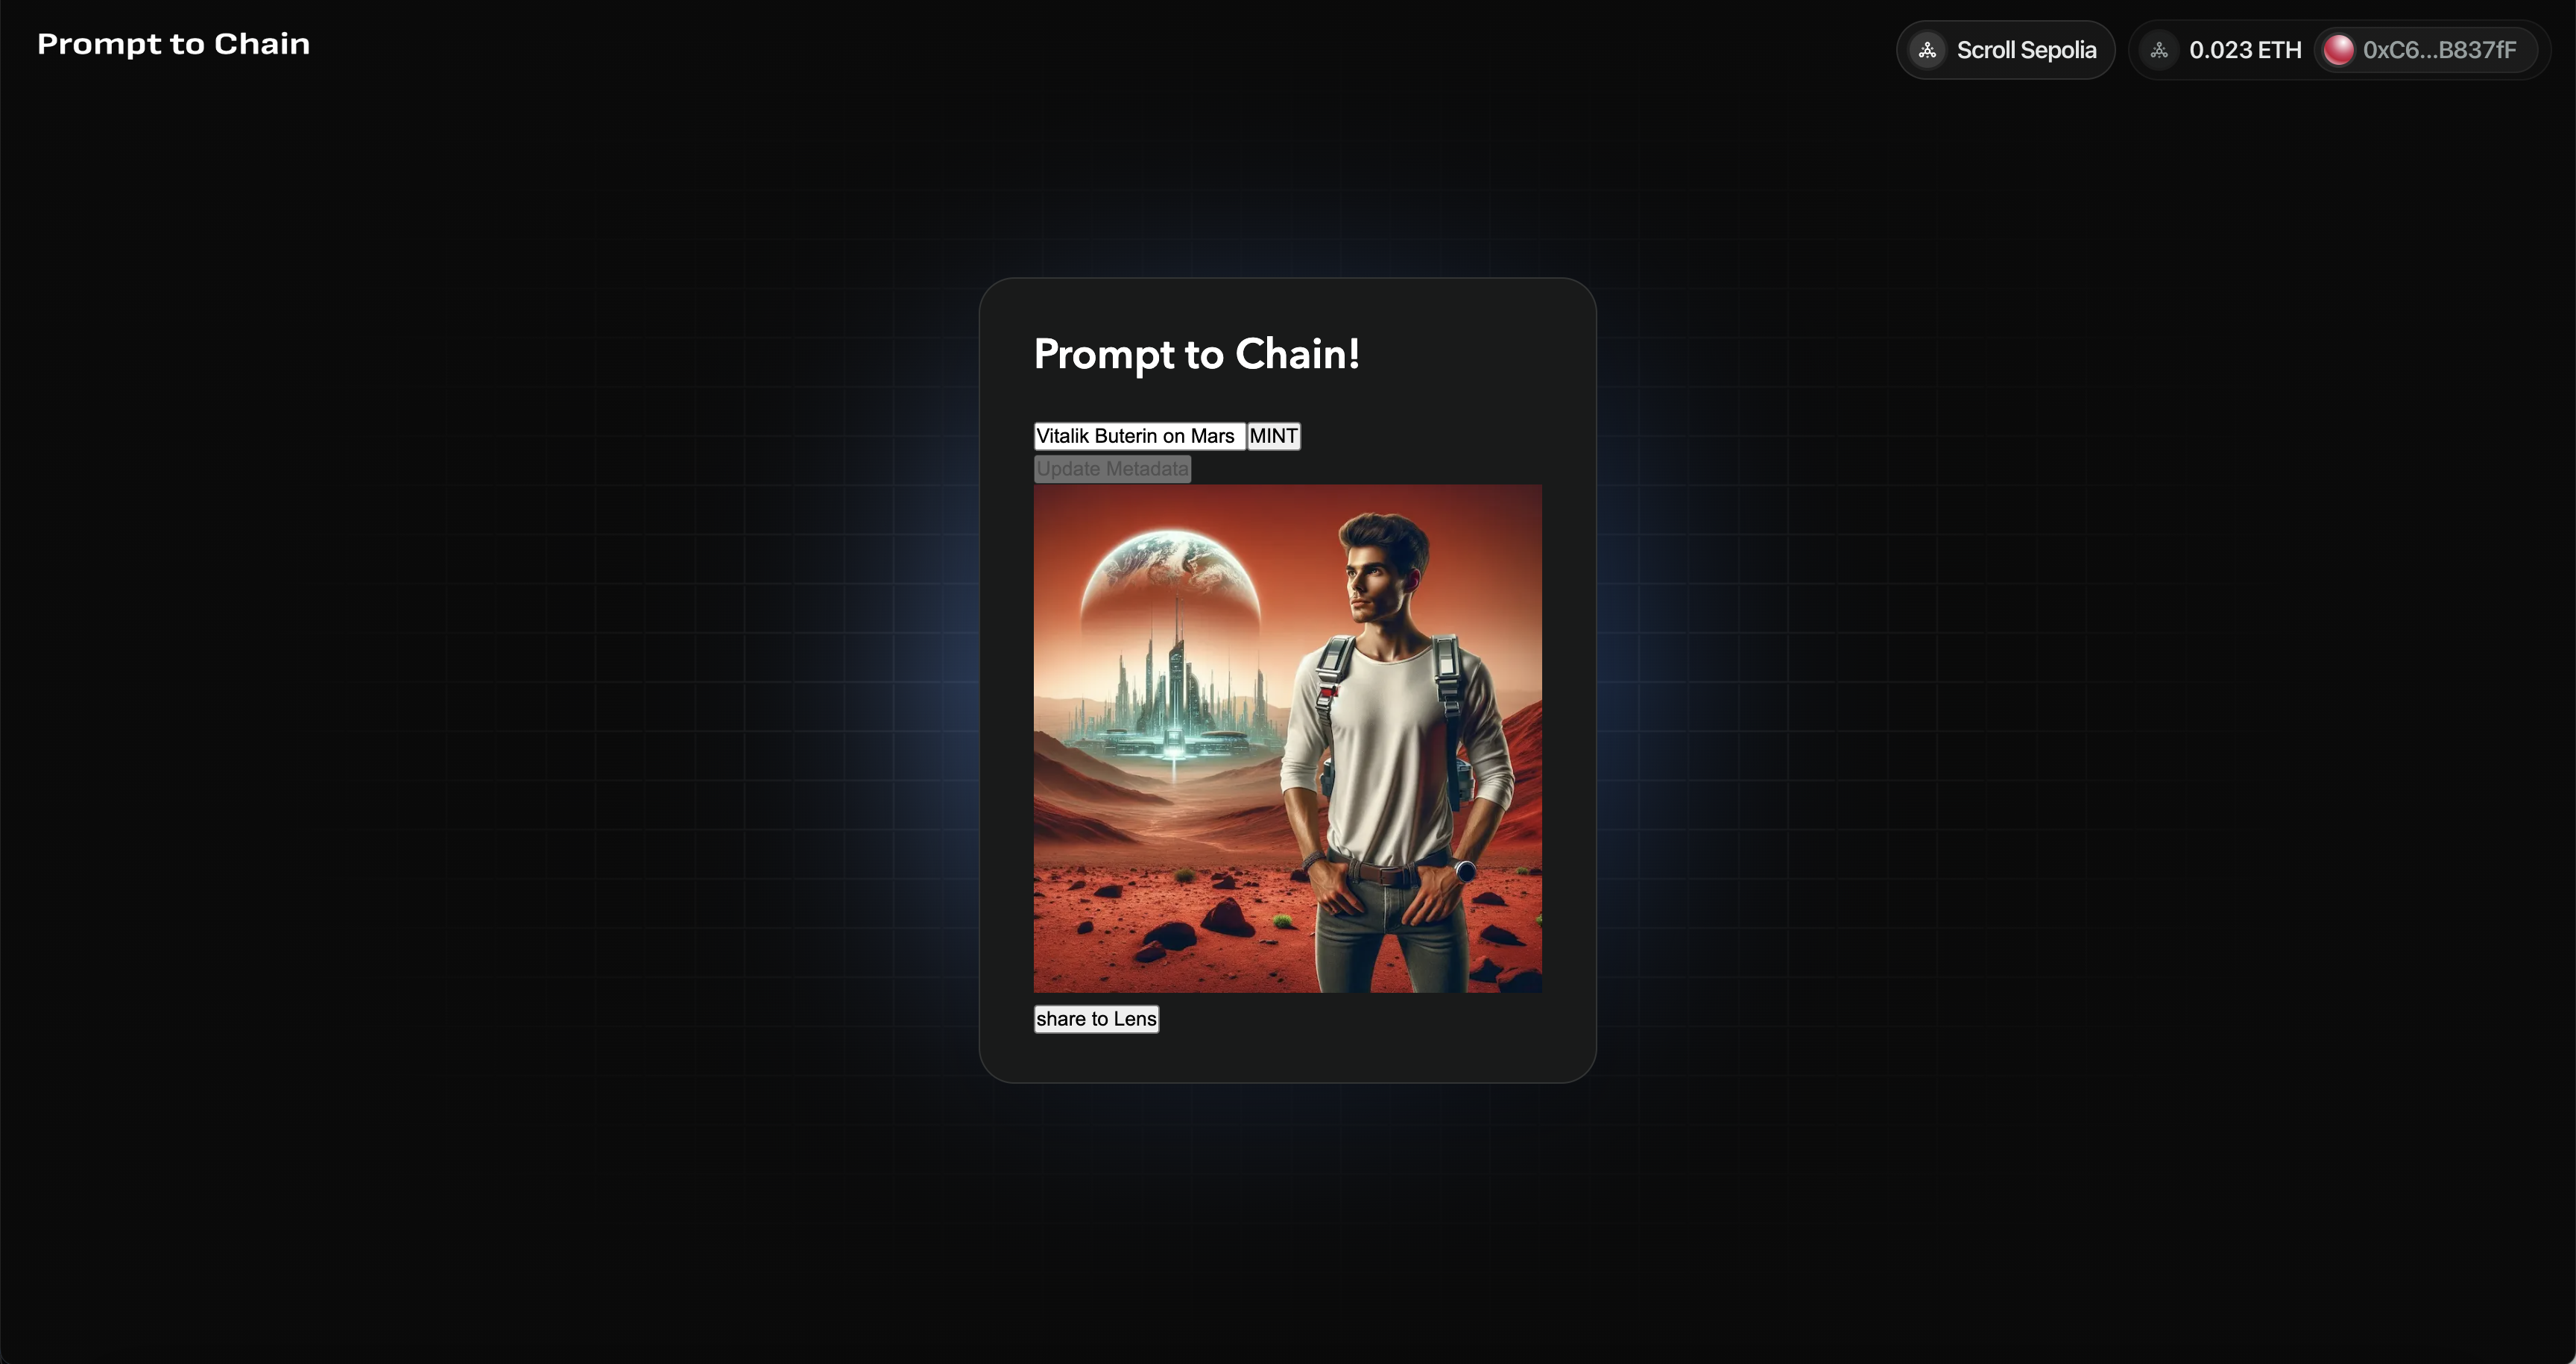 Prompt to Chain
Scroll Sepolia
0.023 ETH
0xC6...B837fF
Prompt to Chain!
Vitalik Buterin on Mars
MINT
Update Metadata
share to Lens